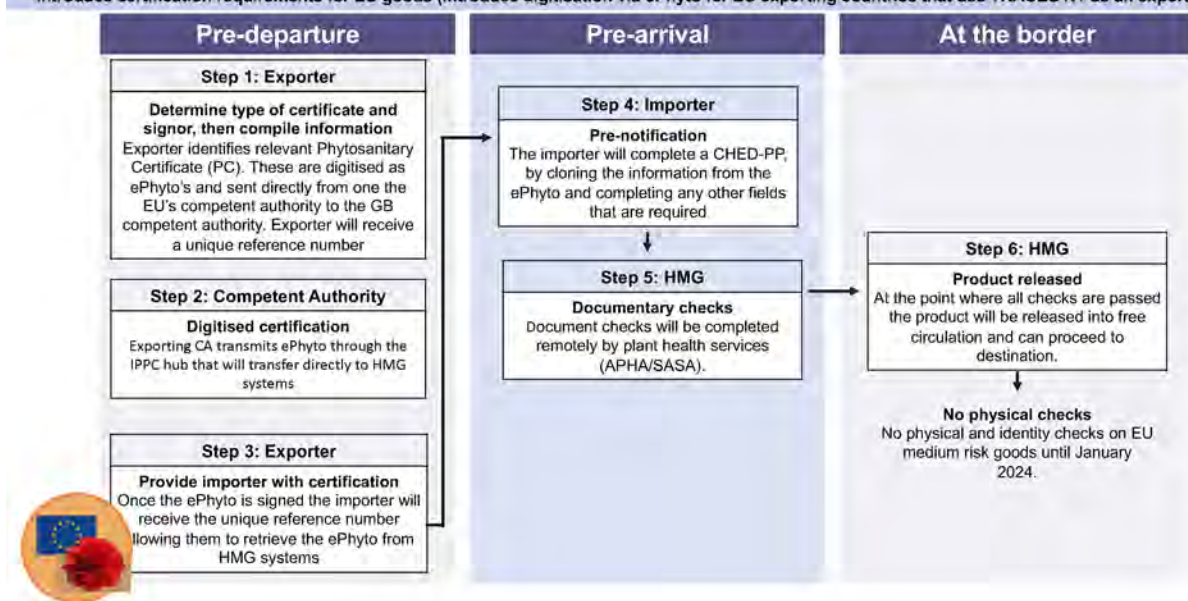 Pre-departure
Step 1: Exporter
Determine type of certificate and
signor, then compile information
Exporter identifies relevant Phytosanitary
Certificate (PC). These are digitised as
ePhyto's and sent directly from one the
EU's competent authority to the GB
competent authority. Exporter will receive
a unique reference number
Step 2: Competent Authority
Digitised certification
Exporting CA transmits ePhyto through the
IPPC hub that will transfer directly to HMG
systems
Step 3: Exporter
Provide importer with certification
Once the ePhyto is signed the importer will
receive the unique reference number
llowing them to retrieve the ePhyto from
HMG systems
Pre-arrival
Step 4: Importer
Pre-notification
The importer will complete a CHED-PP,
by cloning the information from the
ePhyto and completing any other fields
that are required
Step 5: HMG
Documentary checks
Document checks will be completed
remotely by plant health services
(APHA/SASA).
At the border
Step 6: HMG
Product released
At the point where all checks are passed
the product will be released into free
circulation and can proceed to
destination.
No physical checks
No physical and identity checks on EU
medium risk goods until January
2024.